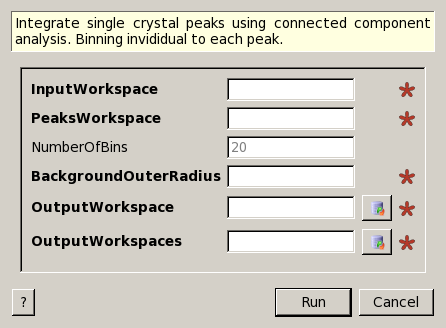 Integrate single crystal peaks using connected component
analysis. Binning invididual to each peak.
InputWorkspace
PeaksWorkspace
NumberOfBins 20
BackgroundOuterRadius
OutputWorkspace
OutputWorkspaces
? Run Cancel